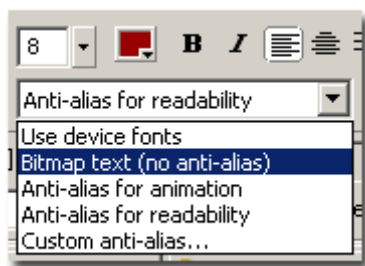 8 B I
Anti-alias for readability
Use device fonts
Bitmap text (no anti-alias)
Anti-alias for animation
Anti-alias for readability
Custom anti-alias...